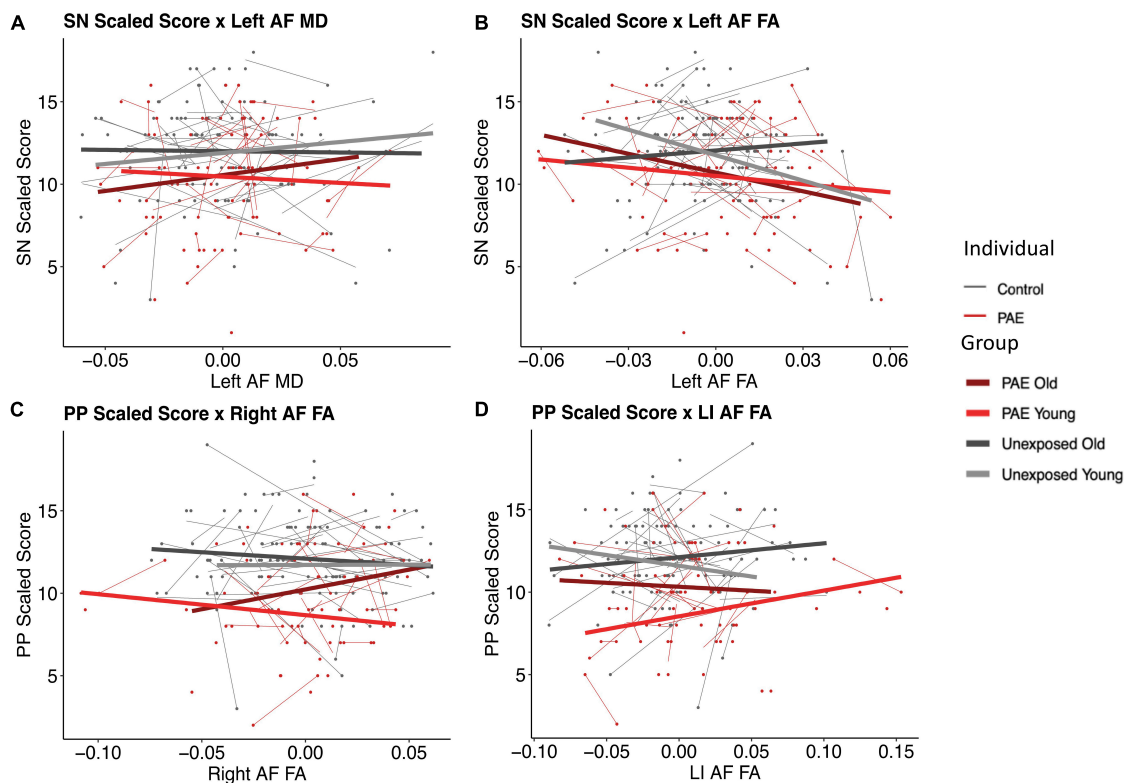 A
SN Scaled Score x Left AF MD
SN Scaled Score
15
10
5
−0.05
0.00
0.05
Left AF MD
B
SN Scaled Score x Left AF FA
SN Scaled Score
15
10
5
−0.06
−0.03
0.00
0.03
0.06
Left AF FA
C
PP Scaled Score x Right AF FA
PP Scaled Score
15
10
5
−0.10
−0.05
0.00
0.05
Right AF FA
D
PP Scaled Score x LI AF FA
PP Scaled Score
15
10
5
−0.10
−0.05
0.00
0.05
0.10
0.15
LI AF FA
Individual
Control
PAE
Group
PAE Old
PAE Young
Unexposed Old
Unexposed Young